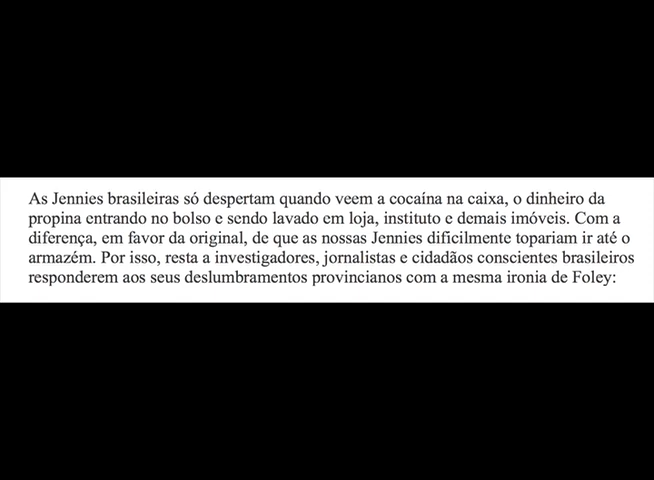 As Jennies brasileiras só despertam quando veem a cocaína na caixa, o dinheiro da
propina entrando no bolso e sendo lavado em loja, instituto e demais imóveis. Com a
diferença, em favor da original, de que as nossas Jennies dificilmente topariam ir até o
armazém. Por isso, resta a investigadores, jornalistas e cidadãos conscientes brasileiros
responderem aos seus deslumbramentos provincianos com a mesma ironia de Foley: